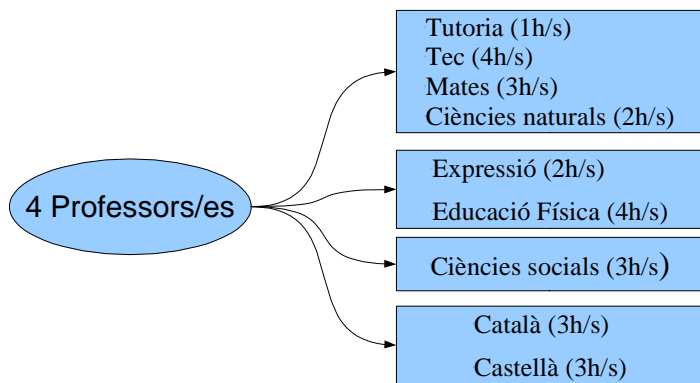 Tutoria (1h/s)
Tec (4h/s)
Mates (3h/s)
Ciències naturals (2h/s)
4 Professors/es
Expressió (2h/s)
Educació Física (4h/s)
Ciències socials (3h/s)
Català (3h/s)
Castellà (3h/s)